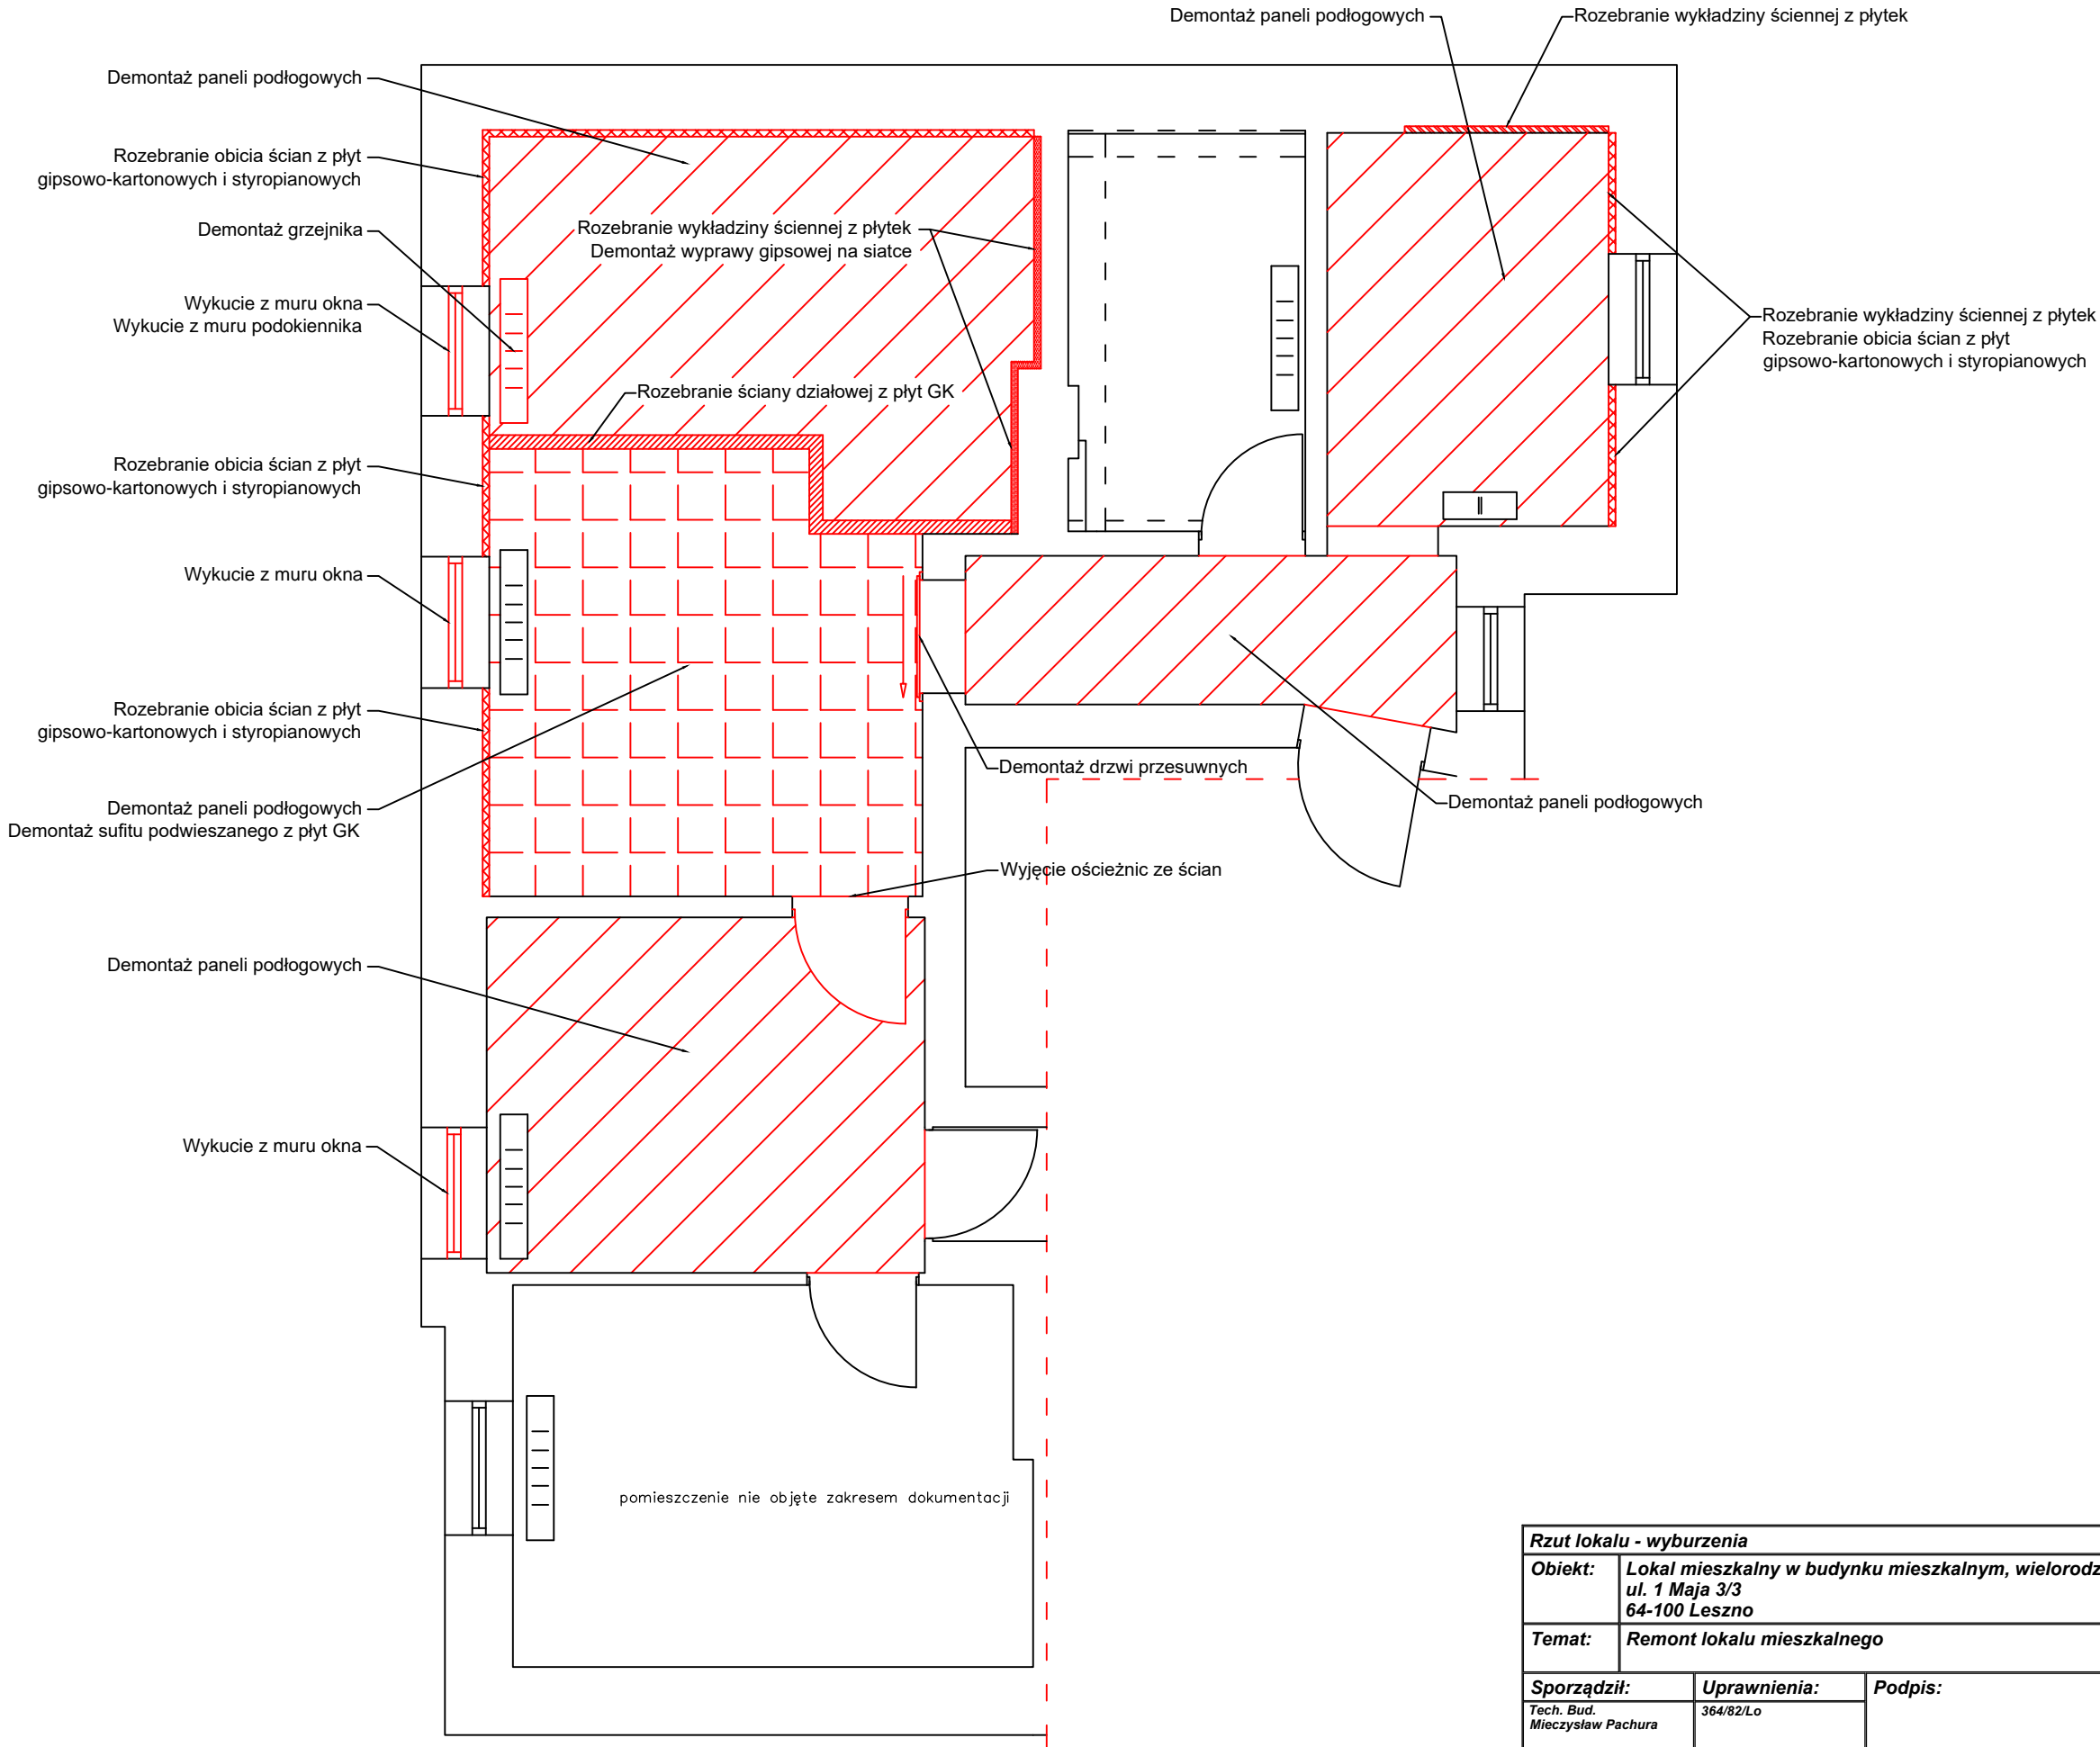 Demontaż paneli podłogowych
Rozebranie wykładziny ściennej z płytek
Demontaż paneli podłogowych
Rozebranie obicia ścian z płyt
gipsowo-kartonowych i styropianowych
Demontaż grzejnika
Rozebranie wykładziny ściennej z płytek
Demontaż wyprawy gipsowej na siatce
Wykucie z muru okna
Wykucie z muru podokiennika
Rozebranie wykładziny ściennej z płytek
Rozebranie obicia ścian z płyt
gipsowo-kartonowych i styropianowych
Rozebranie ściany działowej z płyt GK
Rozebranie obicia ścian z płyt
gipsowo-kartonowych i styropianowych
Wykucie z muru okna
Rozebranie obicia ścian z płyt
gipsowo-kartonowych i styropianowych
Demontaż drzwi przesuwnych
Demontaż paneli podłogowych
Demontaż paneli podłogowych
Demontaż sufitu podwieszanego z płyt GK
Wyjęcie ościeżnic ze ścian
Demontaż paneli podłogowych
Wykucie z muru okna
pomieszczenie nie objęte zakresem dokumentacji
Rzut lokalu - wyburzenia
Obiekt: Lokal mieszkalny w budynku mieszkalnym, wielorodz
ul. 1 Maja 3/3
64-100 Leszno
Temat: Remont lokalu mieszkalnego
Sporządził: Uprawnienia: Podpis:
Tech. Bud. 364/82/Lo
Mieczysław Pachura